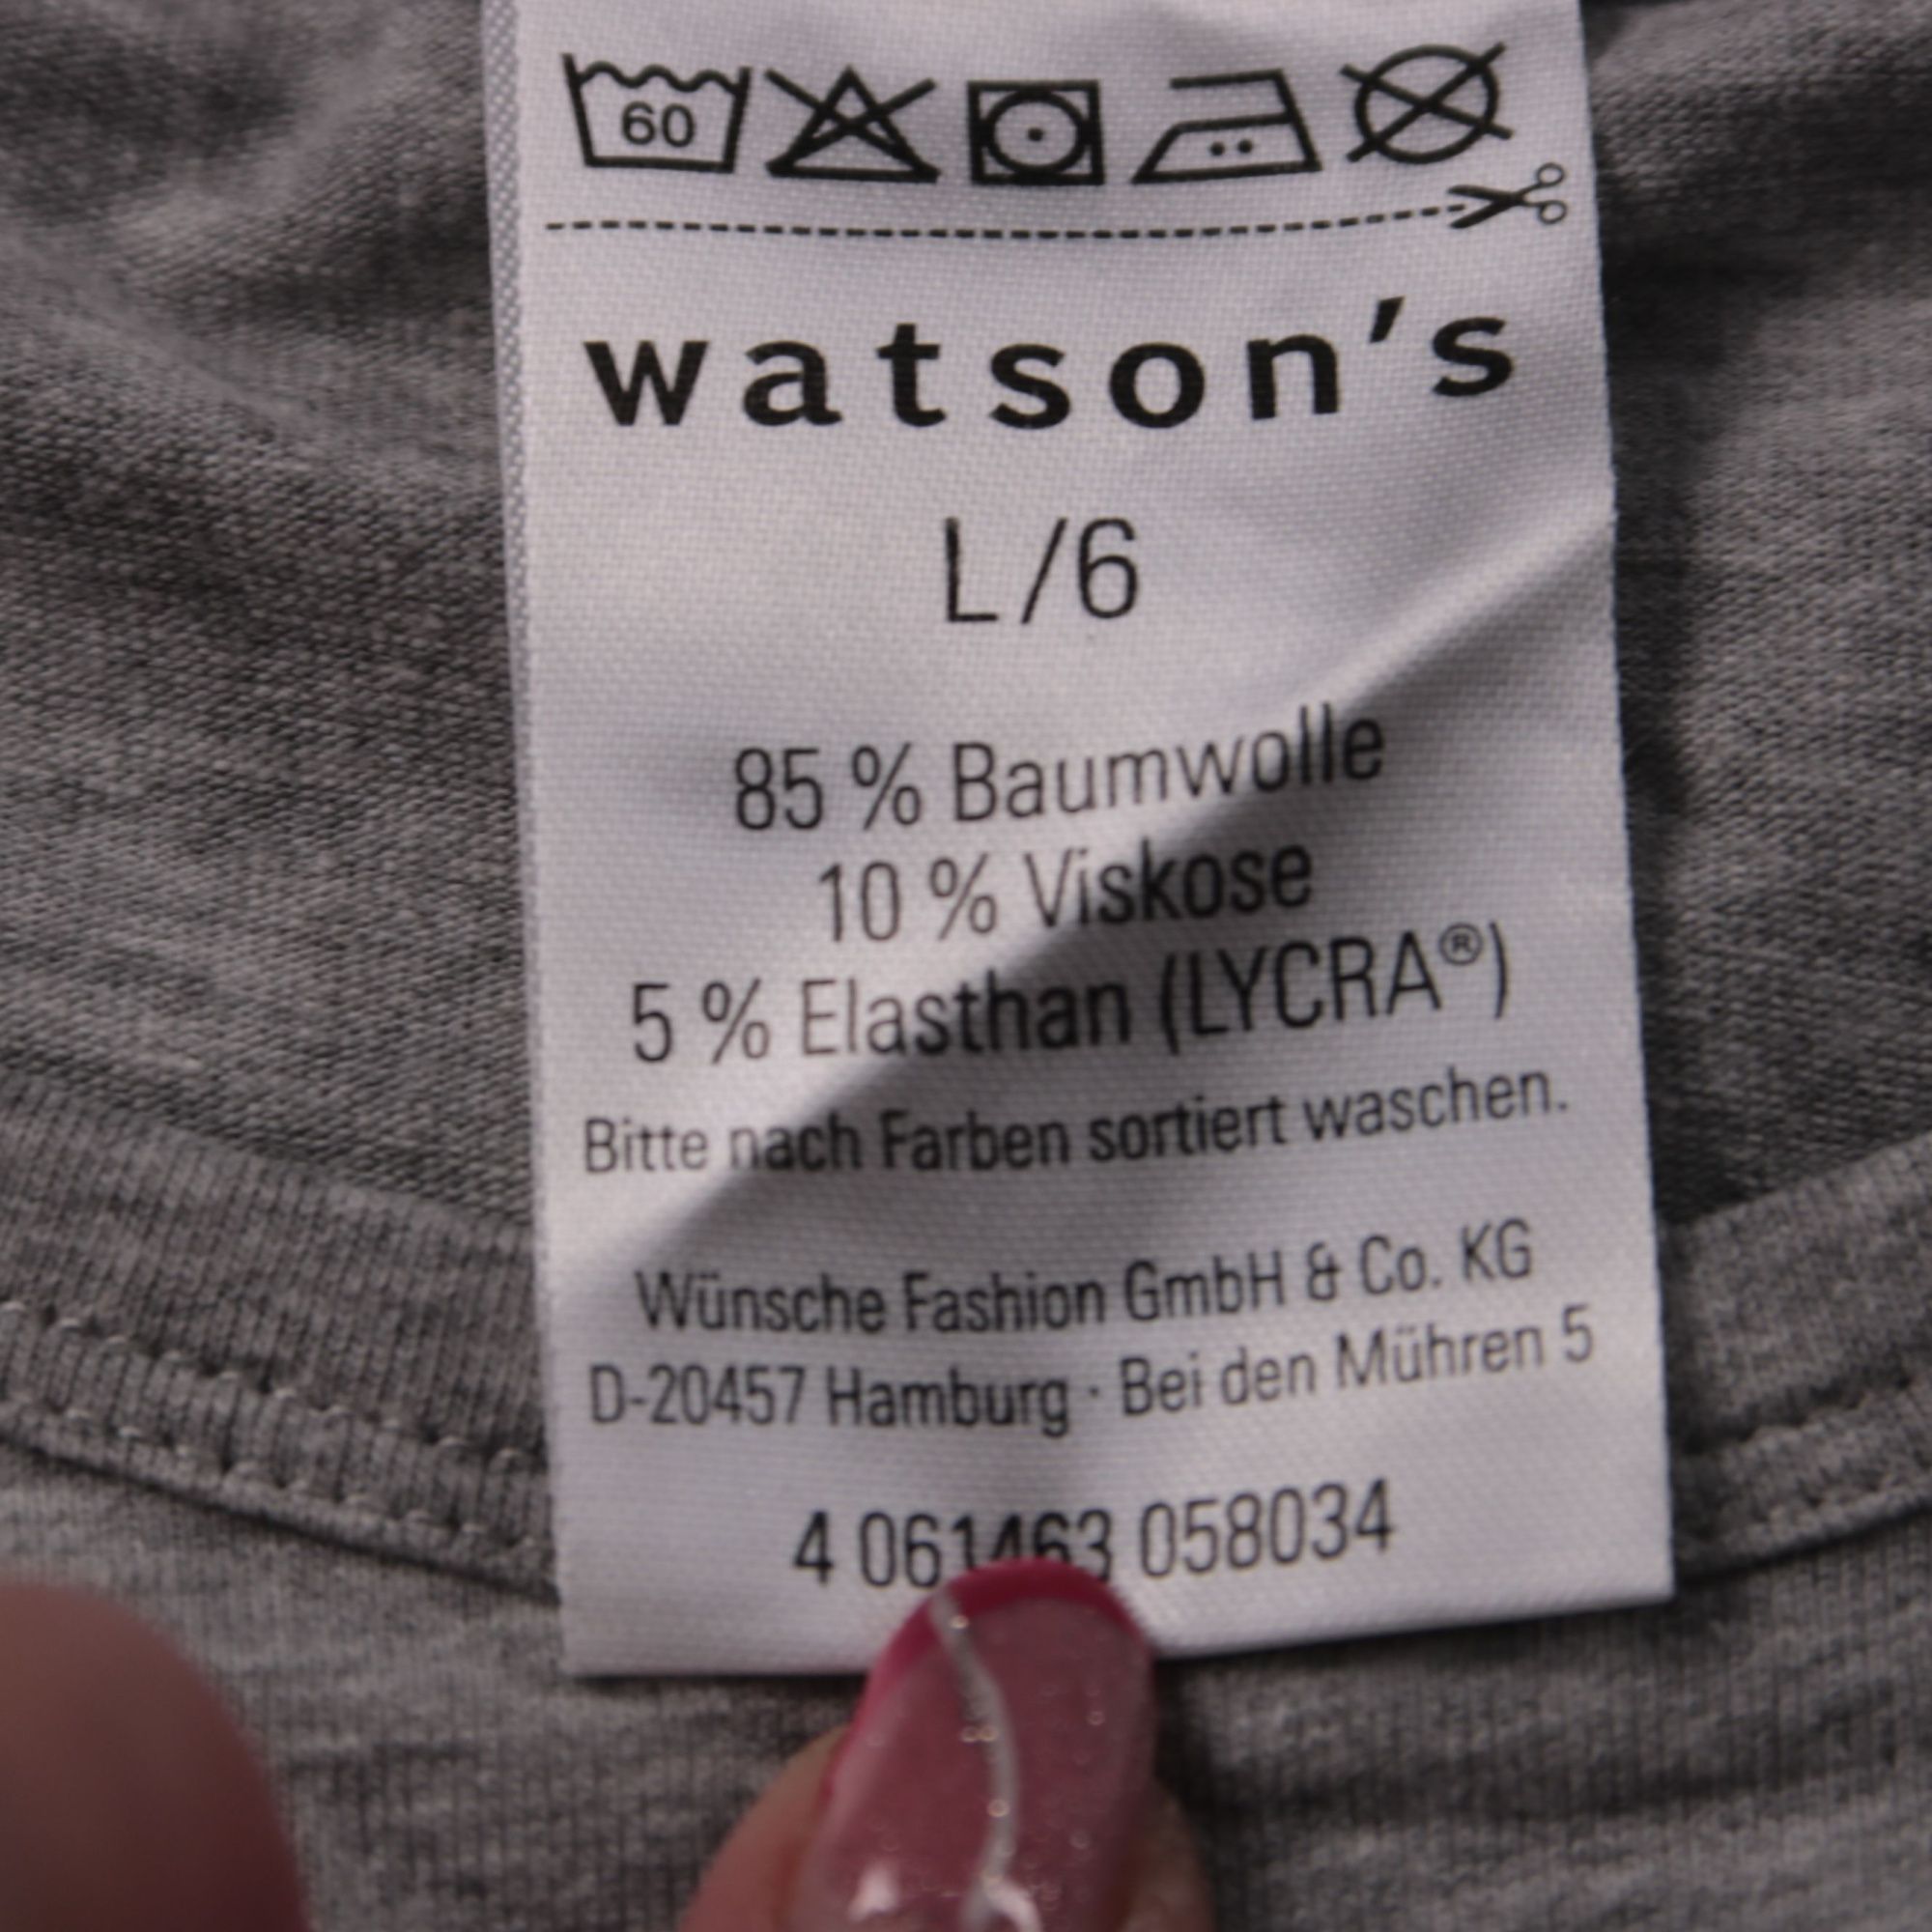 60
watson's
L/6
85 % Baumwolle
10 % Viskose
5 % Elasthan (LYCRA®)
Bitte nach Farben sortiert waschen.
Wünsche Fashion GmbH & Co. KG
D-20457 Hamburg · Bei den Mühren 5
4 061463 058034